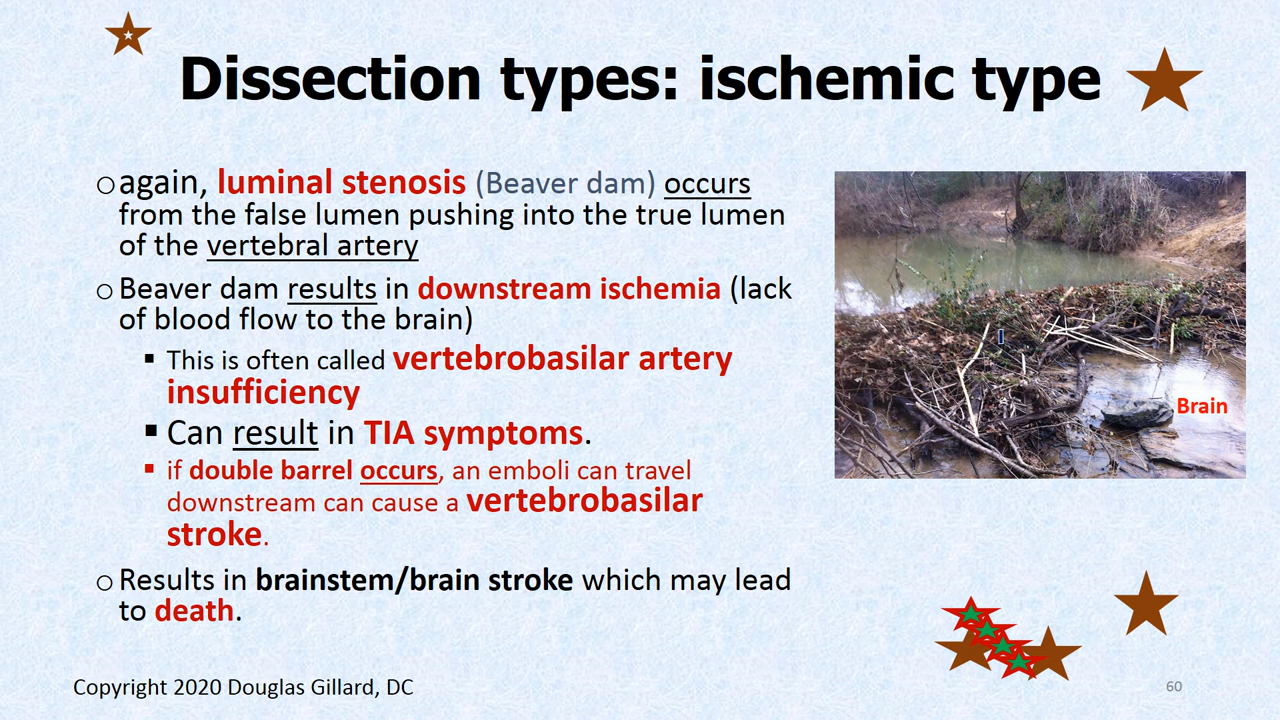 Dissection types: ischemic type
○again, luminal stenosis (Beaver dam) occurs
from the false lumen pushing into the true lumen
of the vertebral artery
○Beaver dam results in downstream ischemia (lack
of blood flow to the brain)
▪ This is often called vertebrobasilar artery
insufficiency
▪ Can result in TIA symptoms.
▪ if double barrel occurs, an emboli can travel
downstream can cause a vertebrobasilar
stroke.
○Results in brainstem/brain stroke which may lead
to death.
Brain
Copyright 2020 Douglas Gillard, DC
60